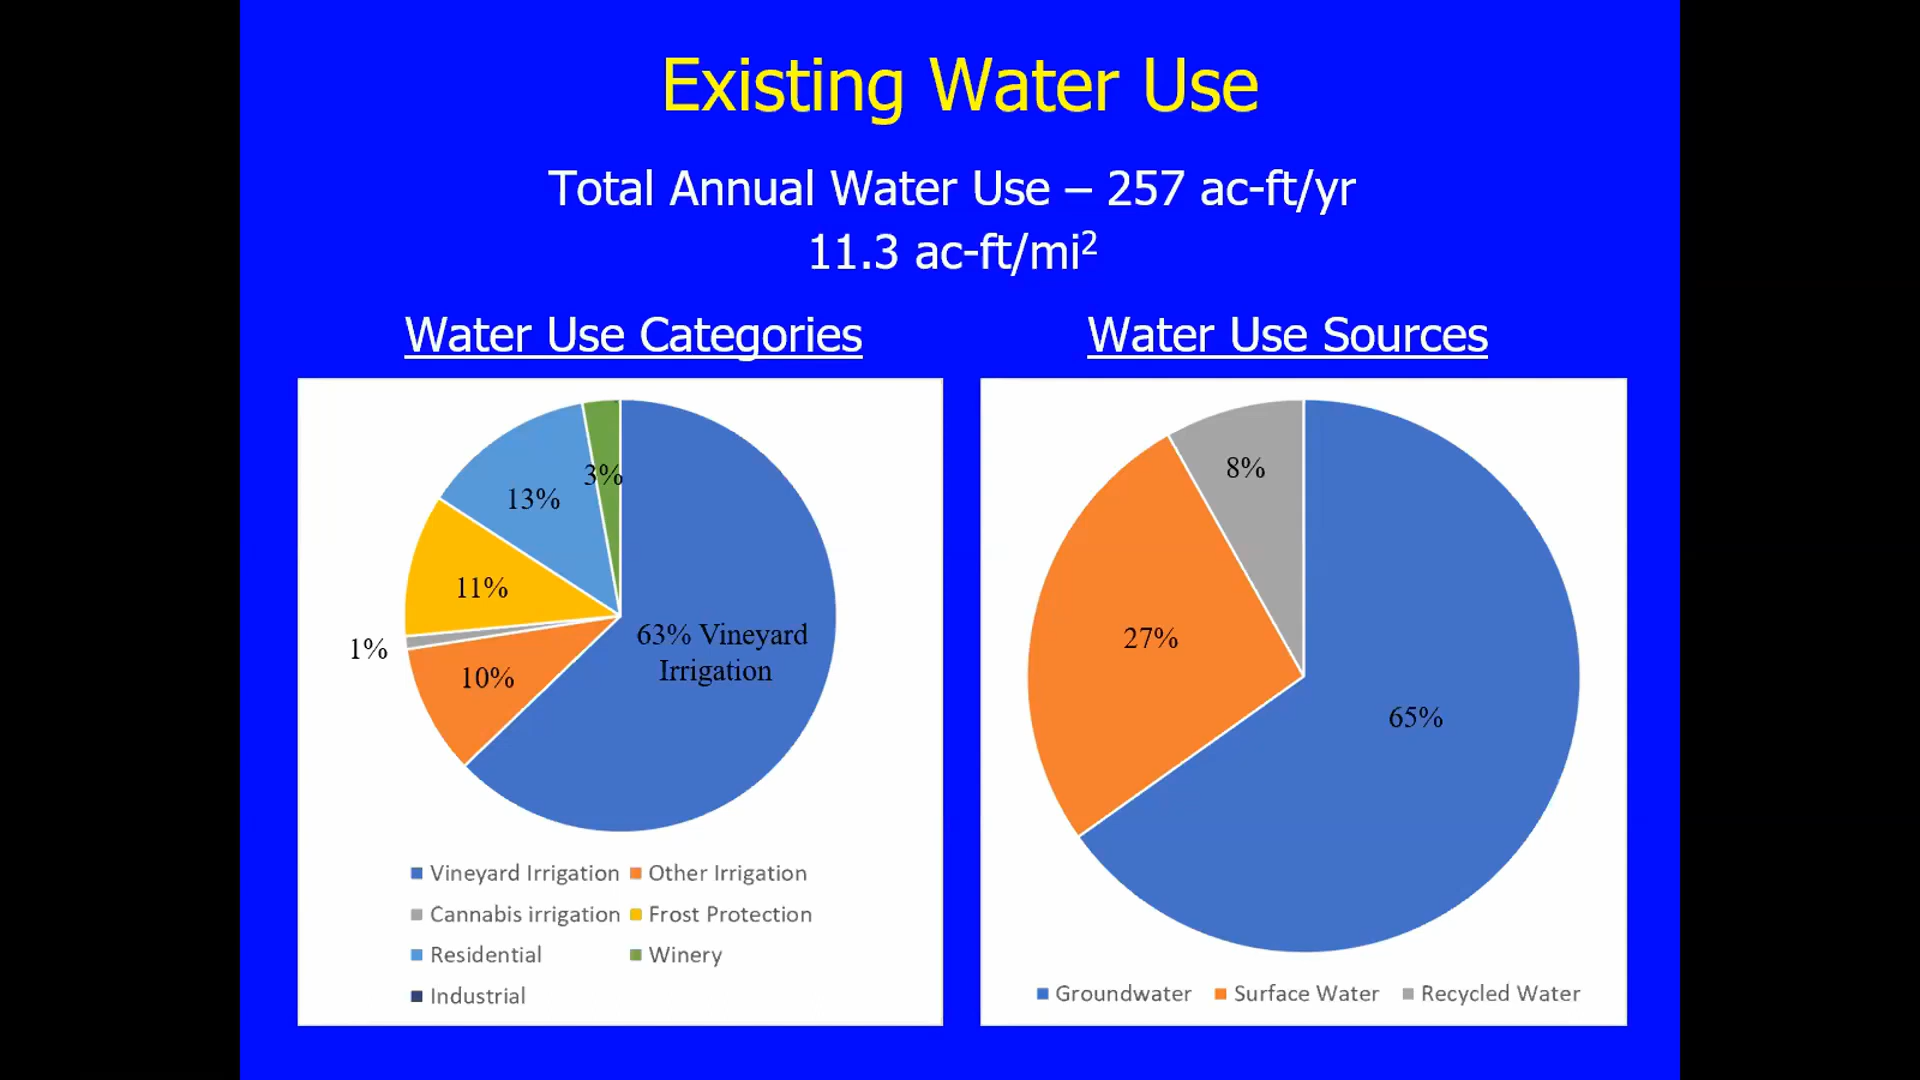 Existing Water Use
Total Annual Water Use – 257 ac-ft/yr
11.3 ac-ft/mi²
Water Use Categories
3%
13%
11%
1%
10%
63% Vineyard
Irrigation
Vineyard Irrigation
Other Irrigation
Cannabis irrigation
Frost Protection
Residential
Winery
Industrial
Water Use Sources
8%
27%
65%
Groundwater
Surface Water
Recycled Water